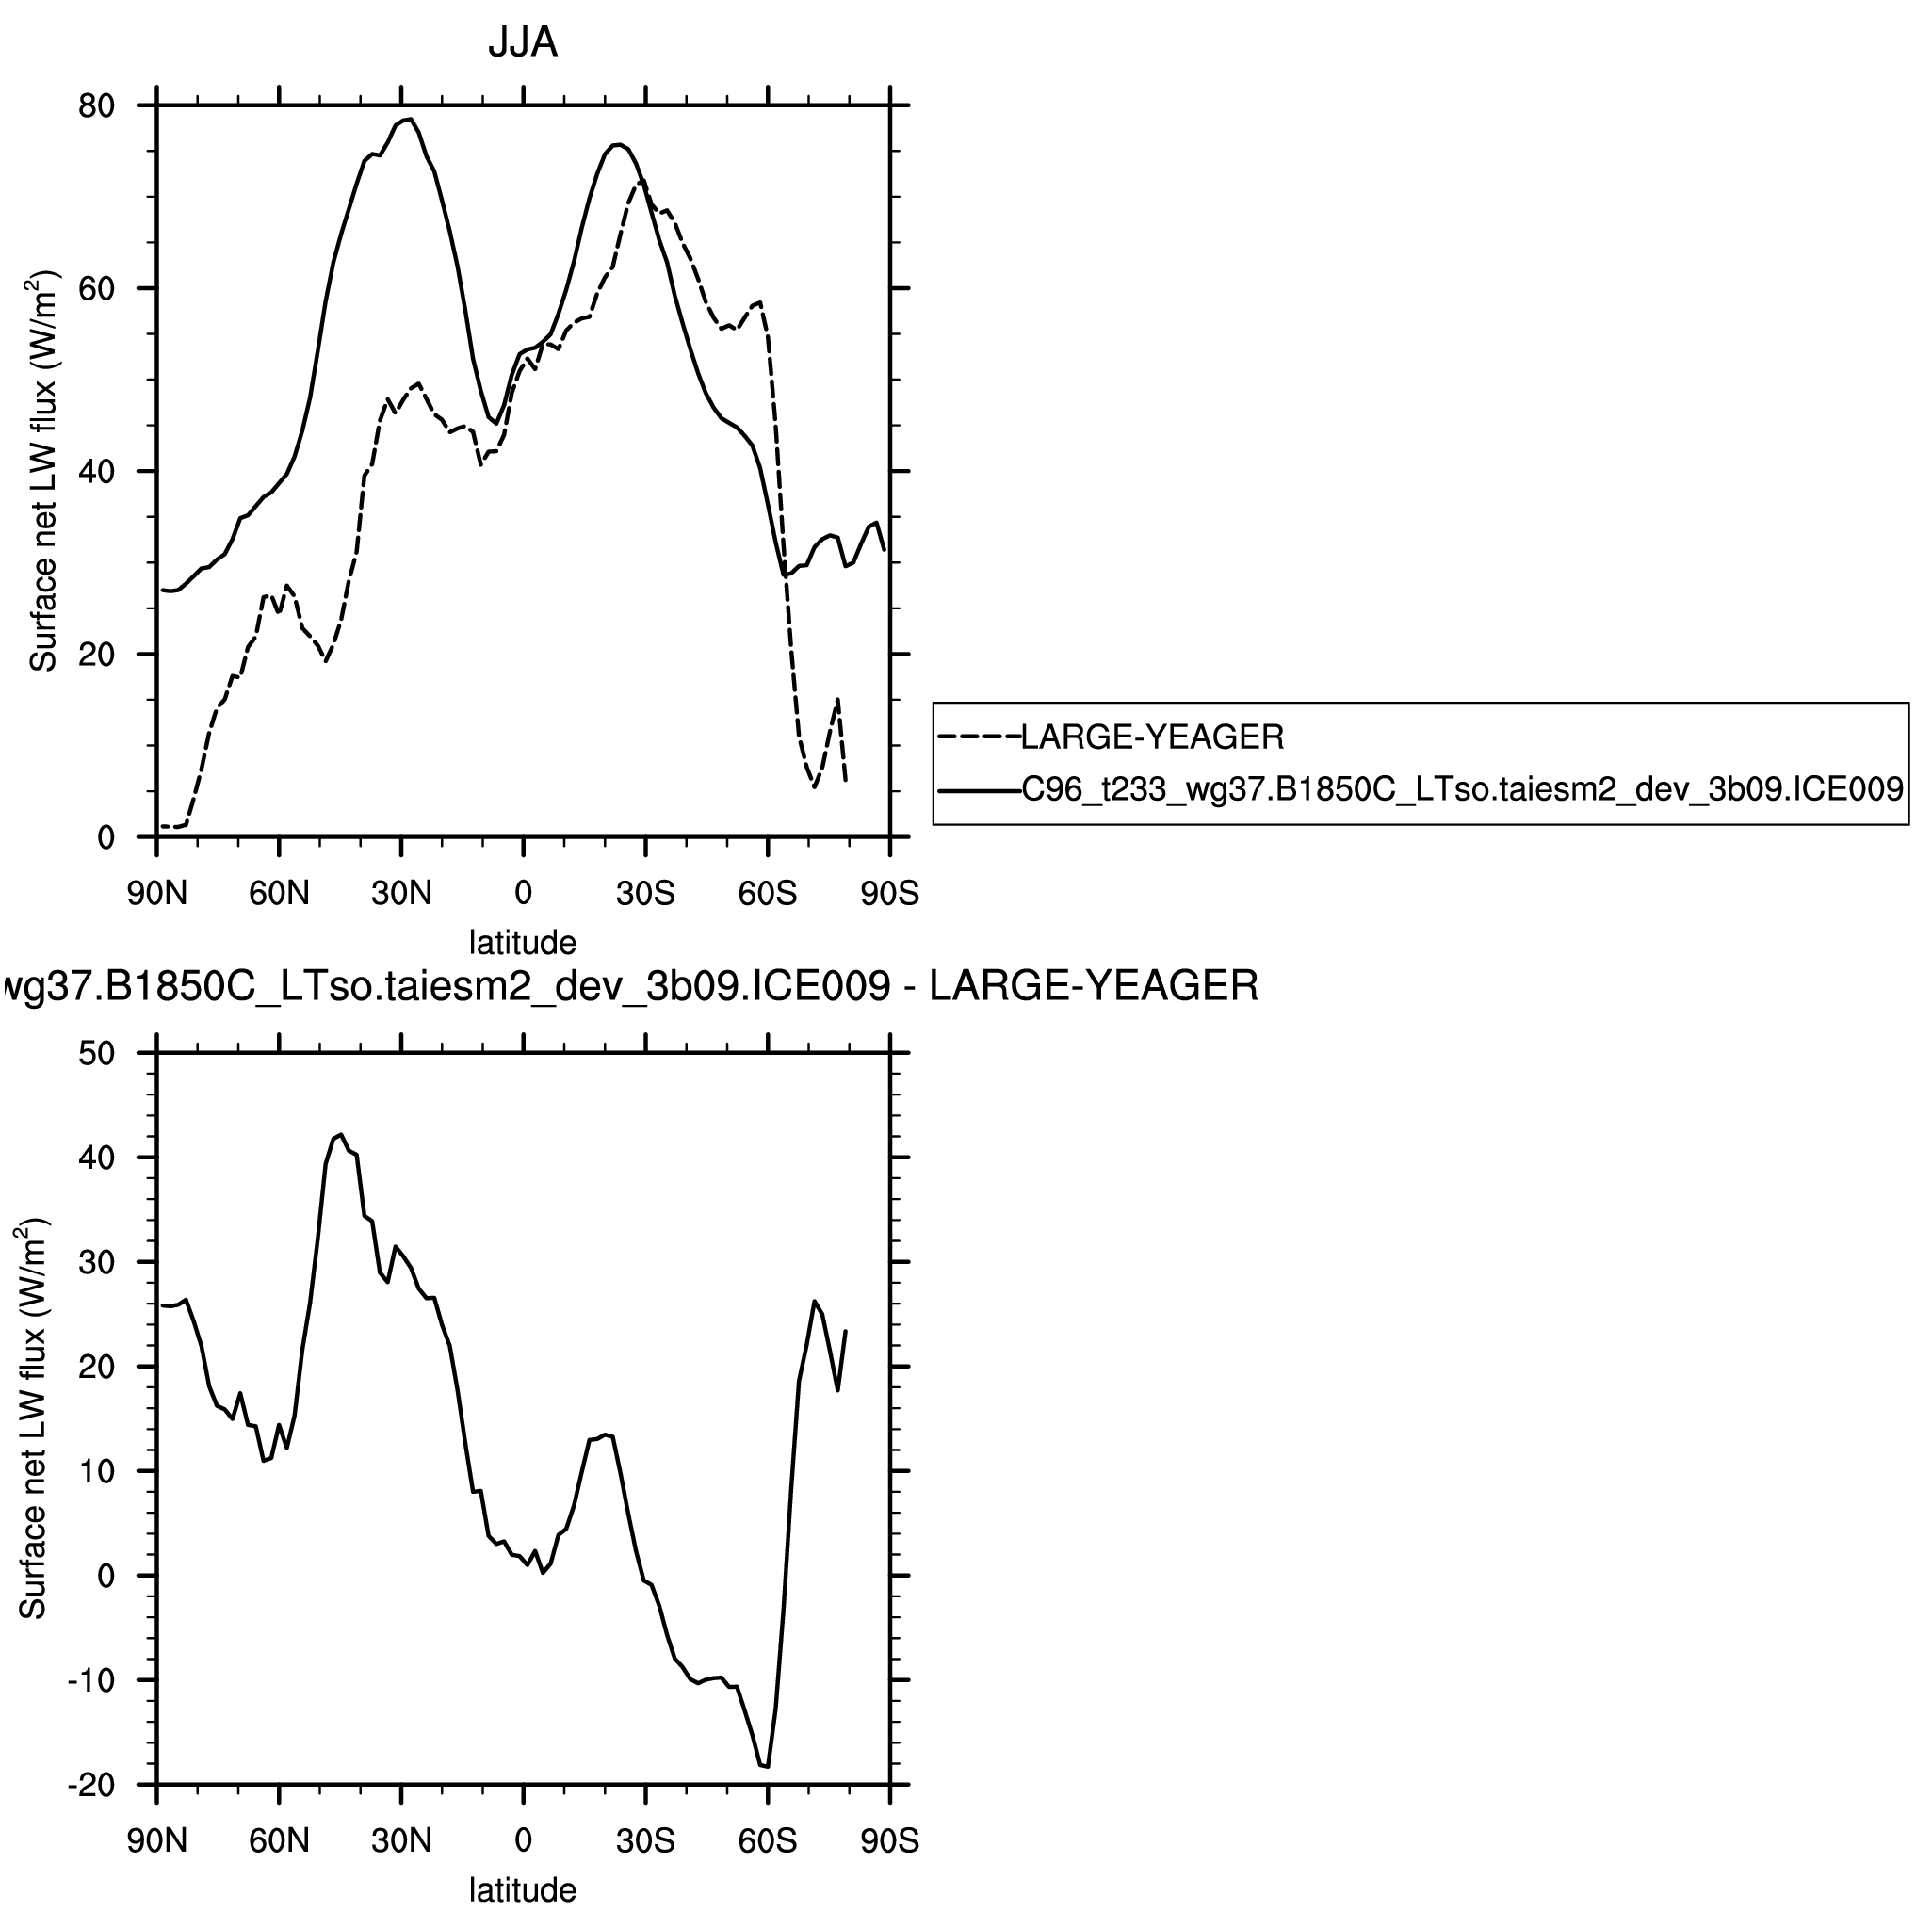 JJA
80
60
40
20
0
Surface net LW flux (W/m²)
90N 60N 30N 0 30S 60S 90S
latitude
LARGE-YEAGER
C96_t233_wg37.B1850C_LTso.taiesm2_dev_3b09.ICE009
wg37.B1850C_LTso.taiesm2_dev_3b09.ICE009 - LARGE-YEAGER
50
40
30
20
10
0
-10
-20
Surface net LW flux (W/m²)
90N 60N 30N 0 30S 60S 90S
latitude